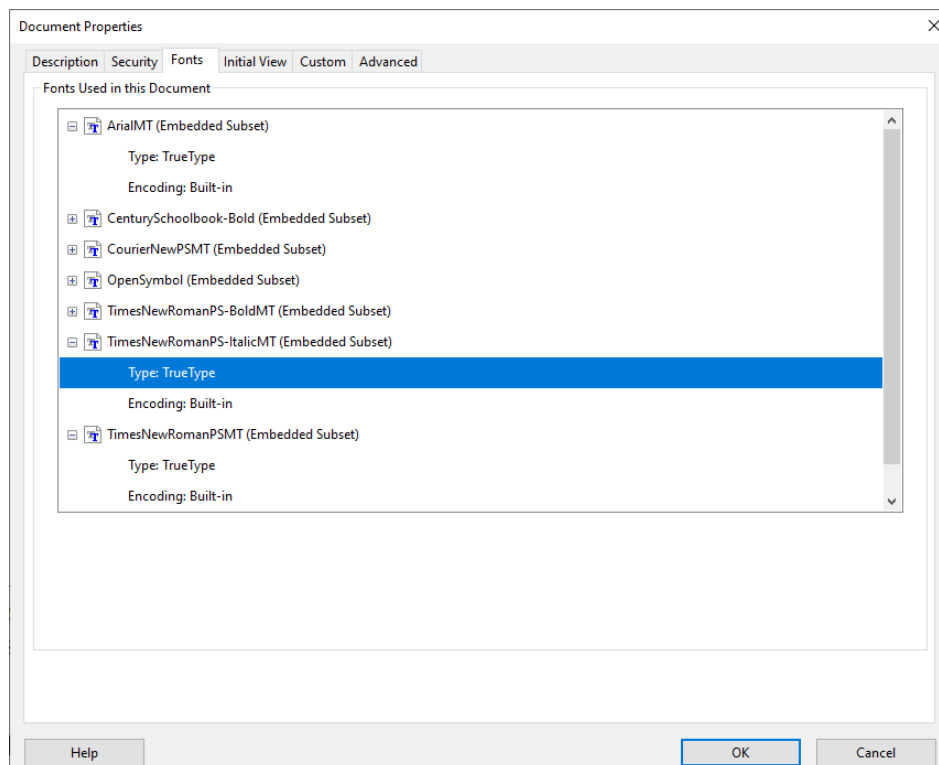 Document Properties
Description Security Fonts Initial View Custom Advanced
Fonts Used in this Document
ArialMT (Embedded Subset)
Type: TrueType
Encoding: Built-in
CenturySchoolbook-Bold (Embedded Subset)
CourierNewPSMT (Embedded Subset)
OpenSymbol (Embedded Subset)
TimesNewRomanPS-BoldMT (Embedded Subset)
TimesNewRomanPS-ItalicMT (Embedded Subset)
Type: TrueType
Encoding: Built-in
TimesNewRomanPSMT (Embedded Subset)
Type: TrueType
Encoding: Built-in
Help OK Cancel